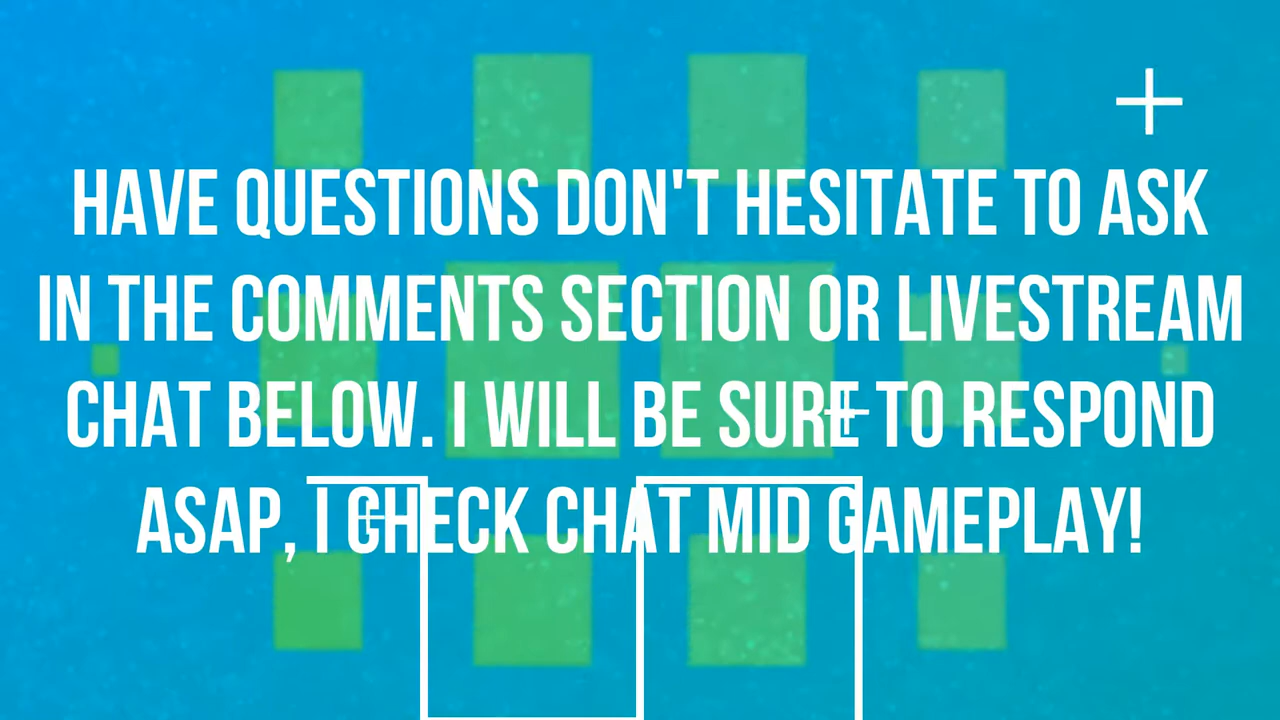 HAVE QUESTIONS DON'T HESITATE TO ASK
IN THE COMMENTS SECTION OR LIVESTREAM
CHAT BELOW. I WILL BE SURE TO RESPOND
ASAP, I CHECK CHAT MID GAMEPLAY!